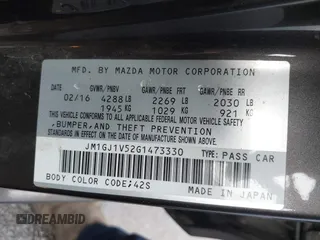 MFD. BY MAZDA MOTOR CORPORATION
DATE GVWR/PNBV GAWR/PNBE FRT GAWR/PNBE RR
02/16 4288 LB 2269 LB 2030 LB
1945 KG 1029 KG 921 KG
THIS VEHICLE CONFORMS TO ALL APPLICABLE FEDERAL MOTOR VEHICLE SAFETY
,BUMPER,AND THEFT PREVENTION
STANDARDS IN EFFECT ON THE DATE OF MANUFACTURE SHOWN ABOVE.
JM1GJ1V52G1473330 TYPE:PASS CAR
BODY COLOR CODE;42S
MADE IN JAPAN
DREAMBID